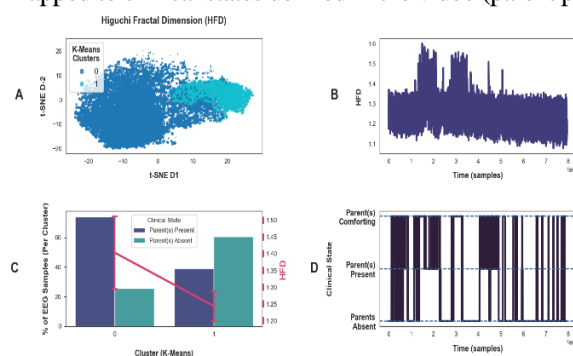 Higuchi Fractal Dimension (HFD)
A
t-SNE D-2
20
10
0
−10
−20
K-Means
Clusters
0
1
−20 −10 0 10 20
t-SNE D1
B
HFD
1.6
1.5
1.4
1.3
1.2
1.1
0 1 2 3 4 5 6 7 8
Time (samples)
C
% of EEG Samples (Per Cluster)
60
40
20
0
Clinical State
Parent(s) Present
Parent(s) Absent
1.50
1.45
1.40
1.35
1.30
1.25
1.20
HFD
0 1
Cluster (K-Means)
D
Clinical State
Parent(s)
Comforting
Parent(s)
Present
Parents
Absent
0 1 2 3 4 5 6 7 8
Time (samples)